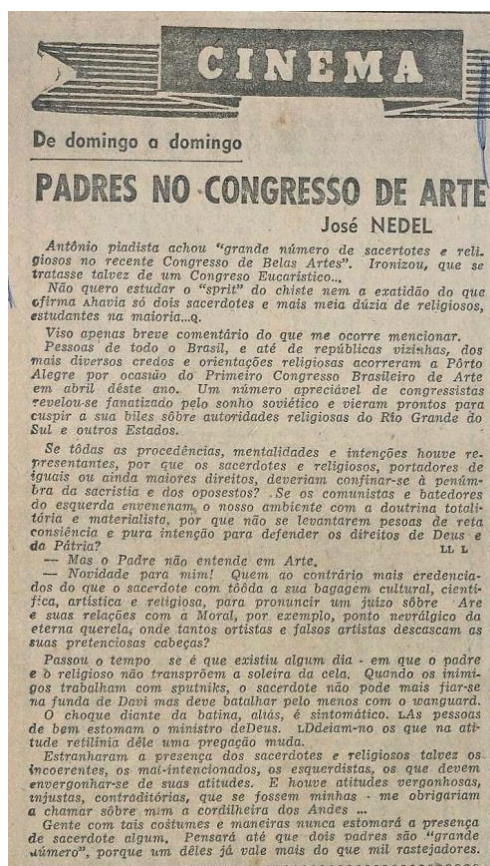 CINEMA
De domingo a domingo
PADRES NO CONGRESSO DE ARTE
José NEDEL
Antônio piadista achou "grande número de sacertotes e reli-
giosos no recente Congresso de Belas Artes". Ironizou, que se
tratasse talvez de um Congreso Eucarístico...
Não quero estudar o "sprit" do chiste nem a exatidão do que
afirma Ahavia só dois sacerdotes e mais meia dúzia de religiosos,
estudantes na maioria...q.
Viso apenas breve comentário do que me ocorre mencionar.
Pessoas de todo o Brasil, e até de repúblicas vizinhas, dos
mais diversos credos e orientações religiosas acorreram a Pôrto
Alegre por ocasião do Primeiro Congresso Brasileiro de Arte
em abril dêste ano. Um número apreciável de congressistas
revelou-se fanatizado pelo sonho soviético e vieram prontos para
cuspir a sua biles sôbre autoridades religiosas do Rio Grande do
Sul e outros Estados.
Se tôdas as procedências, mentalidades e intenções houve re-
presentantes, por que os sacerdotes e religiosos, portadores de
iguais ou ainda maiores direitos, deveriam confinar-se à penúm-
bra da sacristia e dos oposestos? Se os comunistas e batedores
do esquerda envenenam o nosso ambiente com a doutrina totali-
tária e materialista, por que não se levantarem pesoas de reta
consiência e pura intenção para defender os direitos de Deus e
da Pátria? LL L
— Mas o Padre não entende em Arte.
— Novidade para mim! Quem ao contrário mais credencia-
dos do que o sacerdote com tôôda a sua bagagem cultural, cientí-
fica, artística e religiosa, para pronuncir um juizo sôbre Are
e suas relações com a Moral, por exemplo, ponto nevrálgico da
eterna querela, onde tantos ortistas e falsos artistas descascam as
suas pretenciosas cabeças?
Passou o tempo se é que existiu algum dia - em que o padre
e o religioso não transprõem a soleira da cela. Quando os inimi-
gos trabalham com sputniks, o sacerdote não pode mais fiar-se
na funda de Davi mas deve batalhar pelo menos com o wanguard.
O choque diante da batina, aliás, é sintomático. LAs pessoas
de bem estomam o ministro deDeus. LDdeiam-no os que na ati-
tude retilínia dêle uma pregação muda.
Estranharam a presença dos sacerdotes e religiosos talvez os
incoerentes, os mai-intencionados, os esquerdistas, os que devem
envergonhar-se de suas atitudes. E houve atitudes vergonhosas,
injustas, contraditórias, que se fossem minhas - me obrigariam
a chamar sôbre mim a cordilheira dos Andes ...
Gente com tais costumes e maneiras nunca estomará a presença
de sacerdote algum. Pensará até que dois padres são "grande
número", porque um dêles já vale mais do que mil rastejadores.